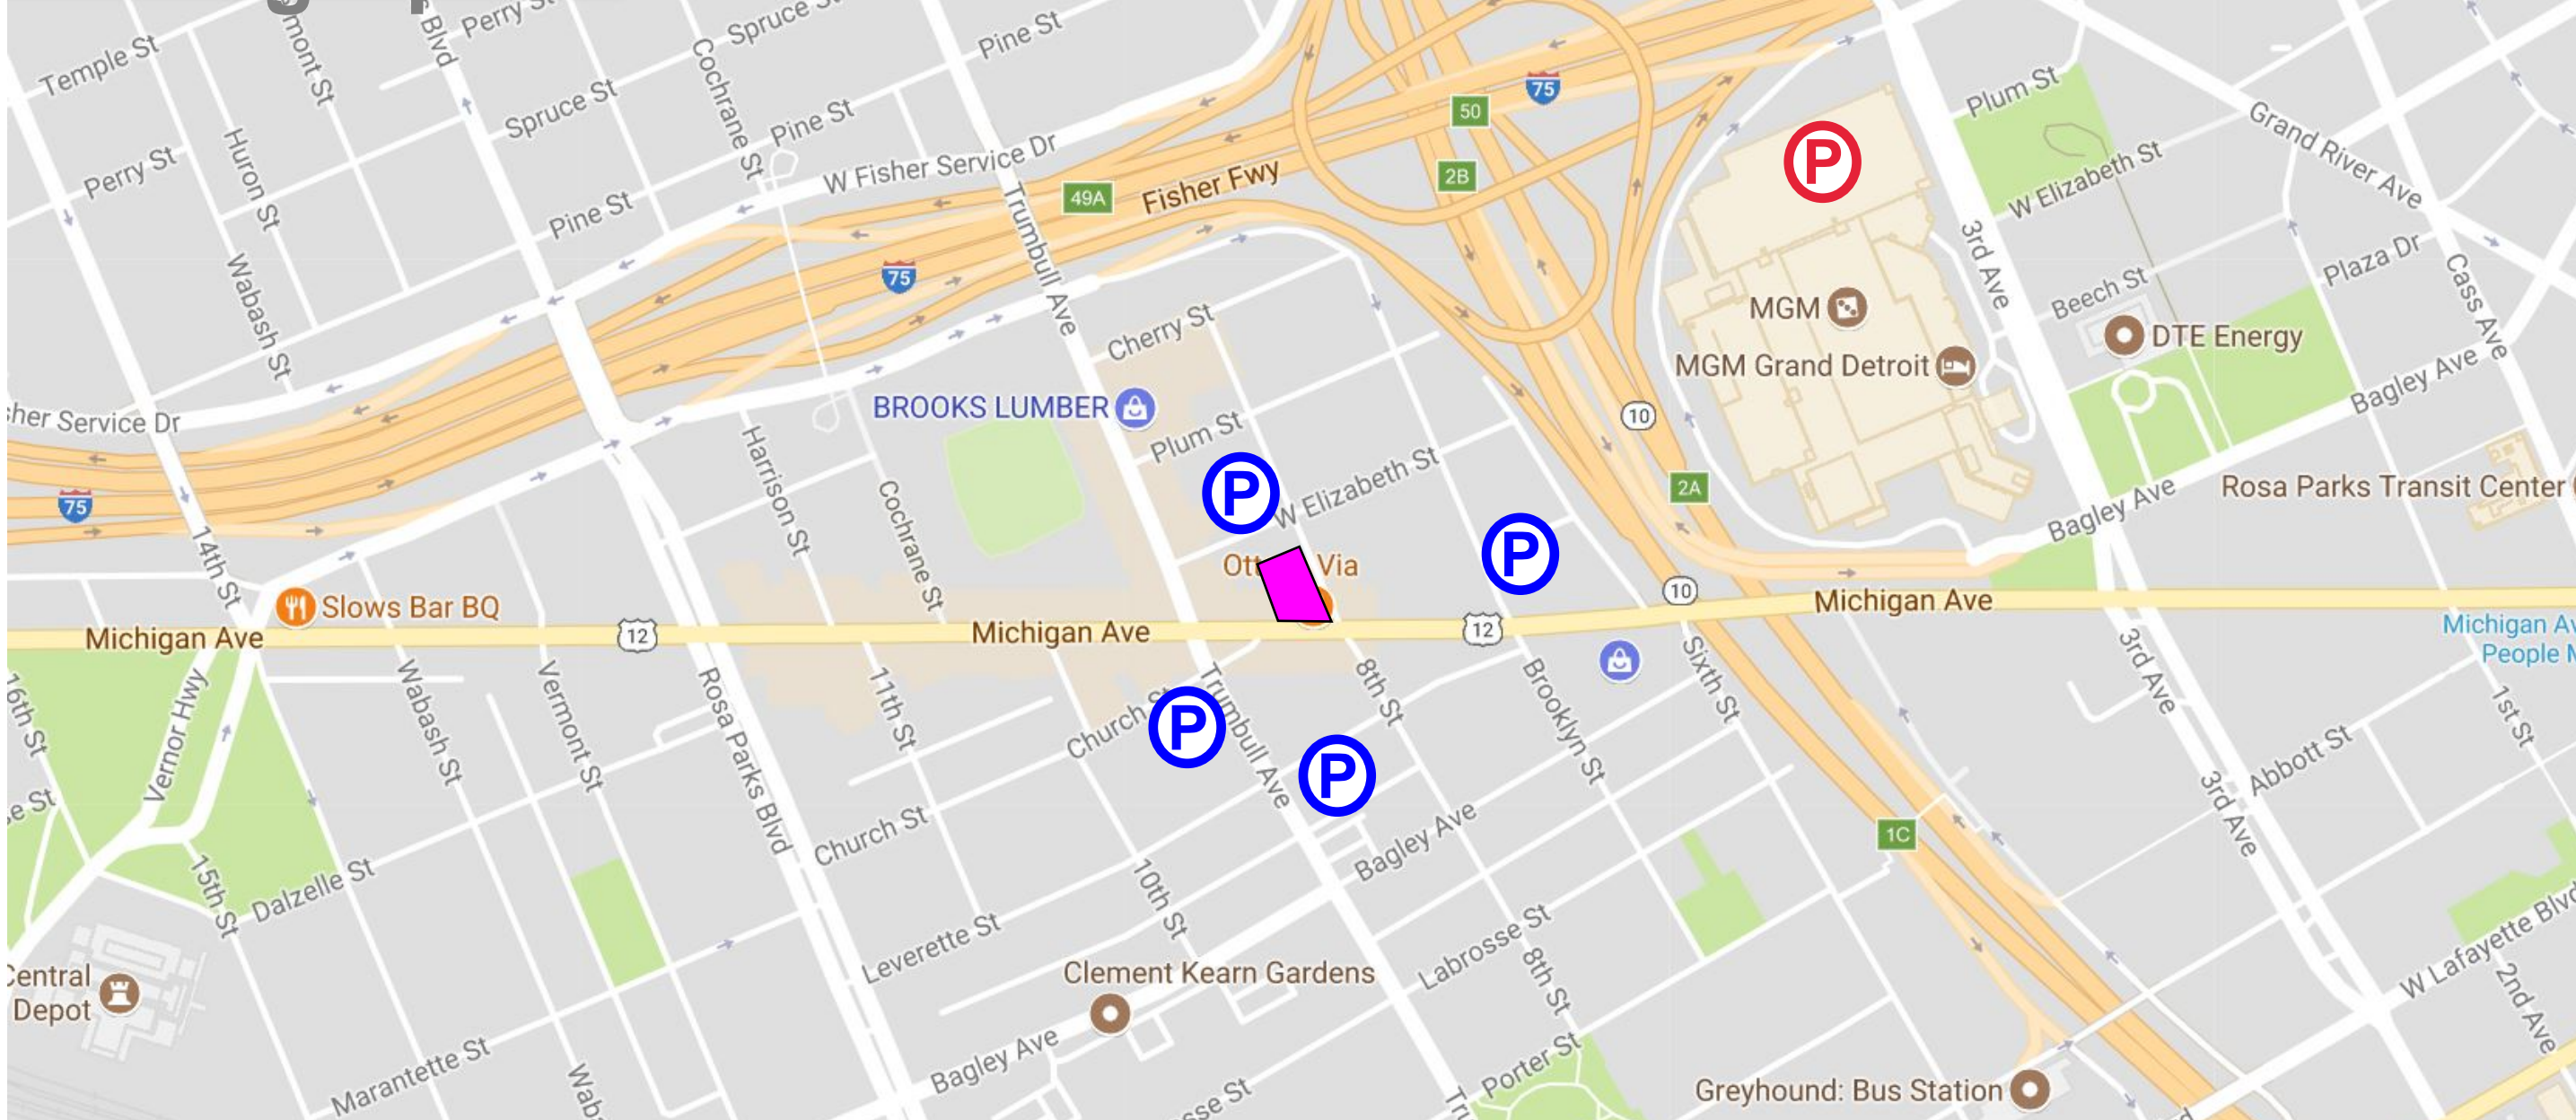 Temple St
Perry St
Spruce St
Pine St
Blvd
Cochrane St
Spruce St
Pine St
Huron St
Perry St
Pine St
W Fisher Service Dr
Fisher Fwy
49A
50
2B
75
P
Plum St
Grand River Ave
W Elizabeth St
3rd Ave
Plaza Dr
Cass Ave
Beech St
Wabash St
75
Trumbull Ave
Cherry St
MGM
MGM Grand Detroit
DTE Energy
Bagley Ave
BROOKS LUMBER
10
Plum St
Service Dr
75
14th St
Harrison St
Cochrane St
P
W Elizabeth St
P
2A
Rosa Parks Transit Center
Bagley Ave
Via
10
Slows Bar BQ
Michigan Ave
12
Michigan Ave
12
Michigan Ave
Michigan
People
16th St
Vernor Hwy
Wabash St
Vermont St
Rosa Parks Blvd
11th St
Church St
P
Trumbull Ave
8th St
P
Brooklyn St
Sixth St
3rd Ave
1st St
Abbott St
3rd Ave
1C
St
15th St
Dalzelle St
Church St
Bagley Ave
10th St
Leverette St
Labrosse St
8th St
Clement Kearn Gardens
Depot
W Lafayette
2nd Ave
Marantette St
Bagley Ave
Porter St
St
Greyhound: Bus Station